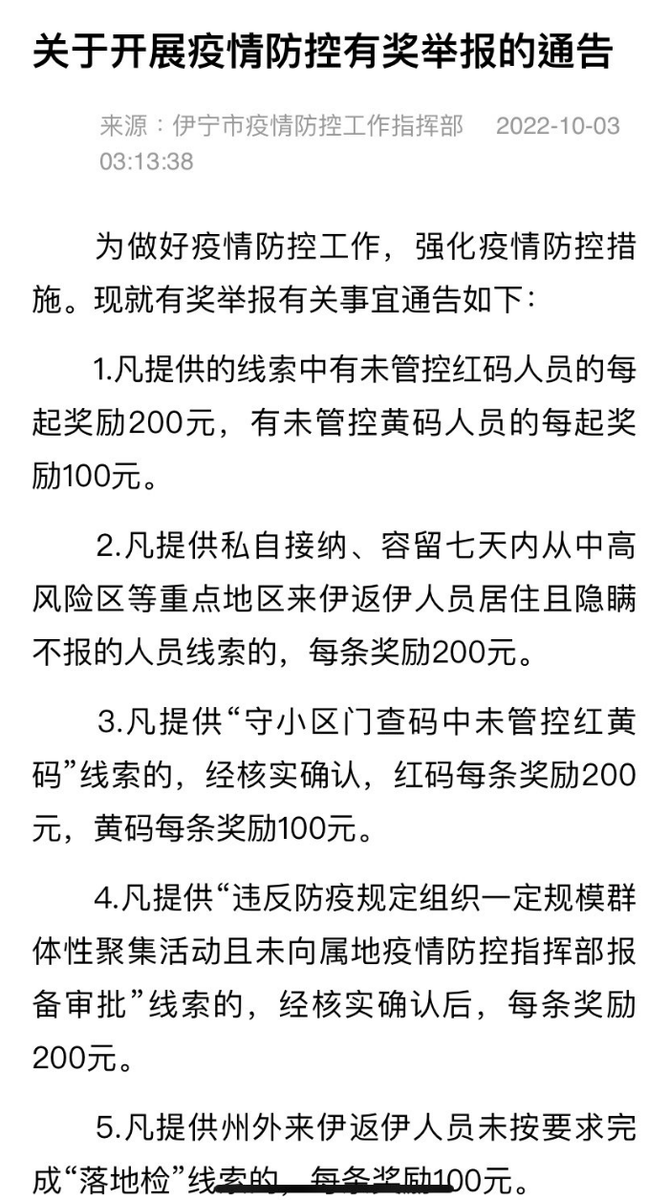 关于开展疫情防控有奖举报的通告
来源：伊宁市疫情防控工作指挥部 2022-10-03
03:13:38
为做好疫情防控工作，强化疫情防控措
施。现就有奖举报有关事宜通告如下：
1.凡提供的线索中有未管控红码人员的每
起奖励200元，有未管控黄码人员的每起奖
励100元。
2.凡提供私自接纳、容留七天内从中高
风险区等重点地区来伊返伊人员居住且隐瞒
不报的人员线索的，每条奖励200元。
3.凡提供“守小区门查码中未管控红黄
码”线索的，经核实确认，红码每条奖励200
元，黄码每条奖励100元。
4.凡提供“违反防疫规定组织一定规模群
体性聚集活动且未向属地疫情防控指挥部报
备审批”线索的，经核实确认后，每条奖励
200元。
5.凡提供州外来伊返伊人员未按要求完
成“落地检”线索的，每条奖励100元。